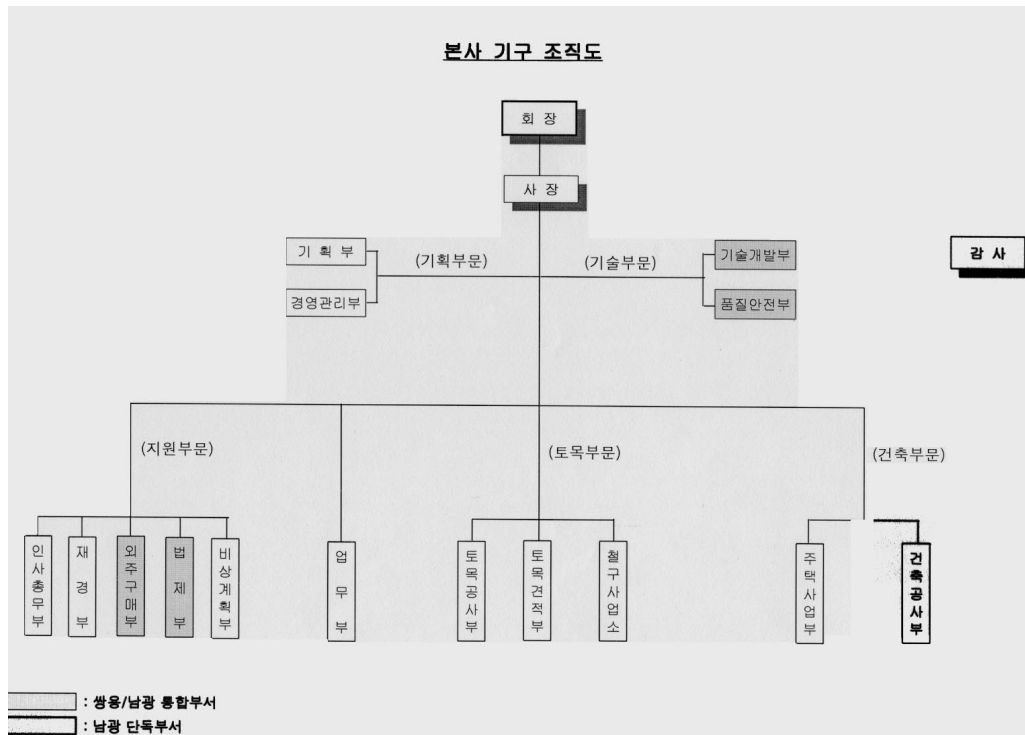 본사 기구 조직도
회 장
사 장
기 획 부
(기획부문)
(기술부문)
기술개발부
감 사
경영관리부
품질안전부
(지원부문)
(토목부문)
(건축부문)
인사총무부
재경부
외주구매부
법제부
비상계획부
업무부
토목공사부
토목견적부
철구사업소
주택사업부
건축공사부
: 쌍용/남광 통합부서
: 남광 단독부서